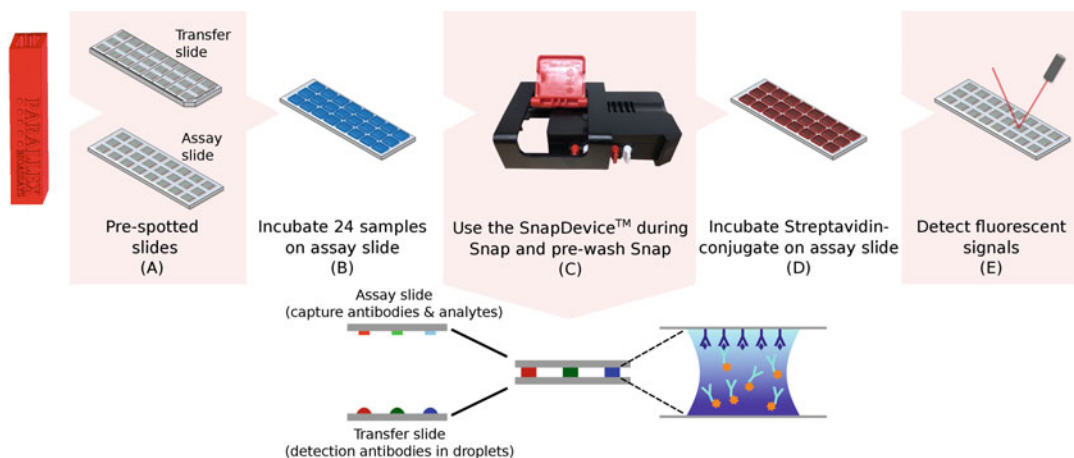 Transfer
slide
Assay
slide
PARALLEX
BIOASSAYS
Pre-spotted
slides
(A)
Incubate 24 samples
on assay slide
(B)
Use the SnapDevice™ during
Snap and pre-wash Snap
(C)
Incubate Streptavidin-
conjugate on assay slide
(D)
Detect fluorescent
signals
(E)
Assay slide
(capture antibodies & analytes)
Transfer slide
(detection antibodies in droplets)